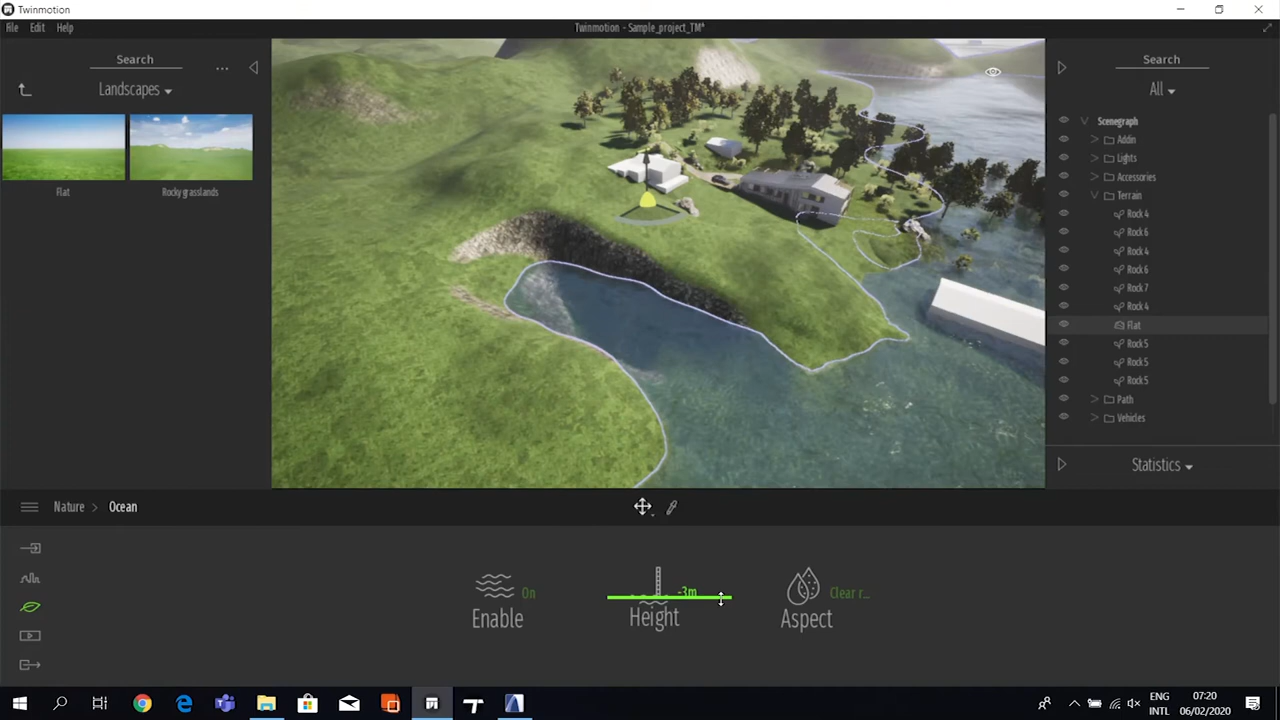 Twinmotion
File Edit Help
Twinmotion - Sample_project_TM*
Search
...
Landscapes
Flat
Rocky grasslands
Search
All
Scenegraph
Addin
Lights
Accessories
Terrain
Rock 4
Rock 6
Rock 4
Rock 6
Rock 7
Rock 4
Flat
Rock 5
Rock 5
Rock 5
Path
Vehicles
Statistics
Nature > Ocean
On
Enable
-3m
Height
Clear r...
Aspect
ENG
INTL
07:20
06/02/2020